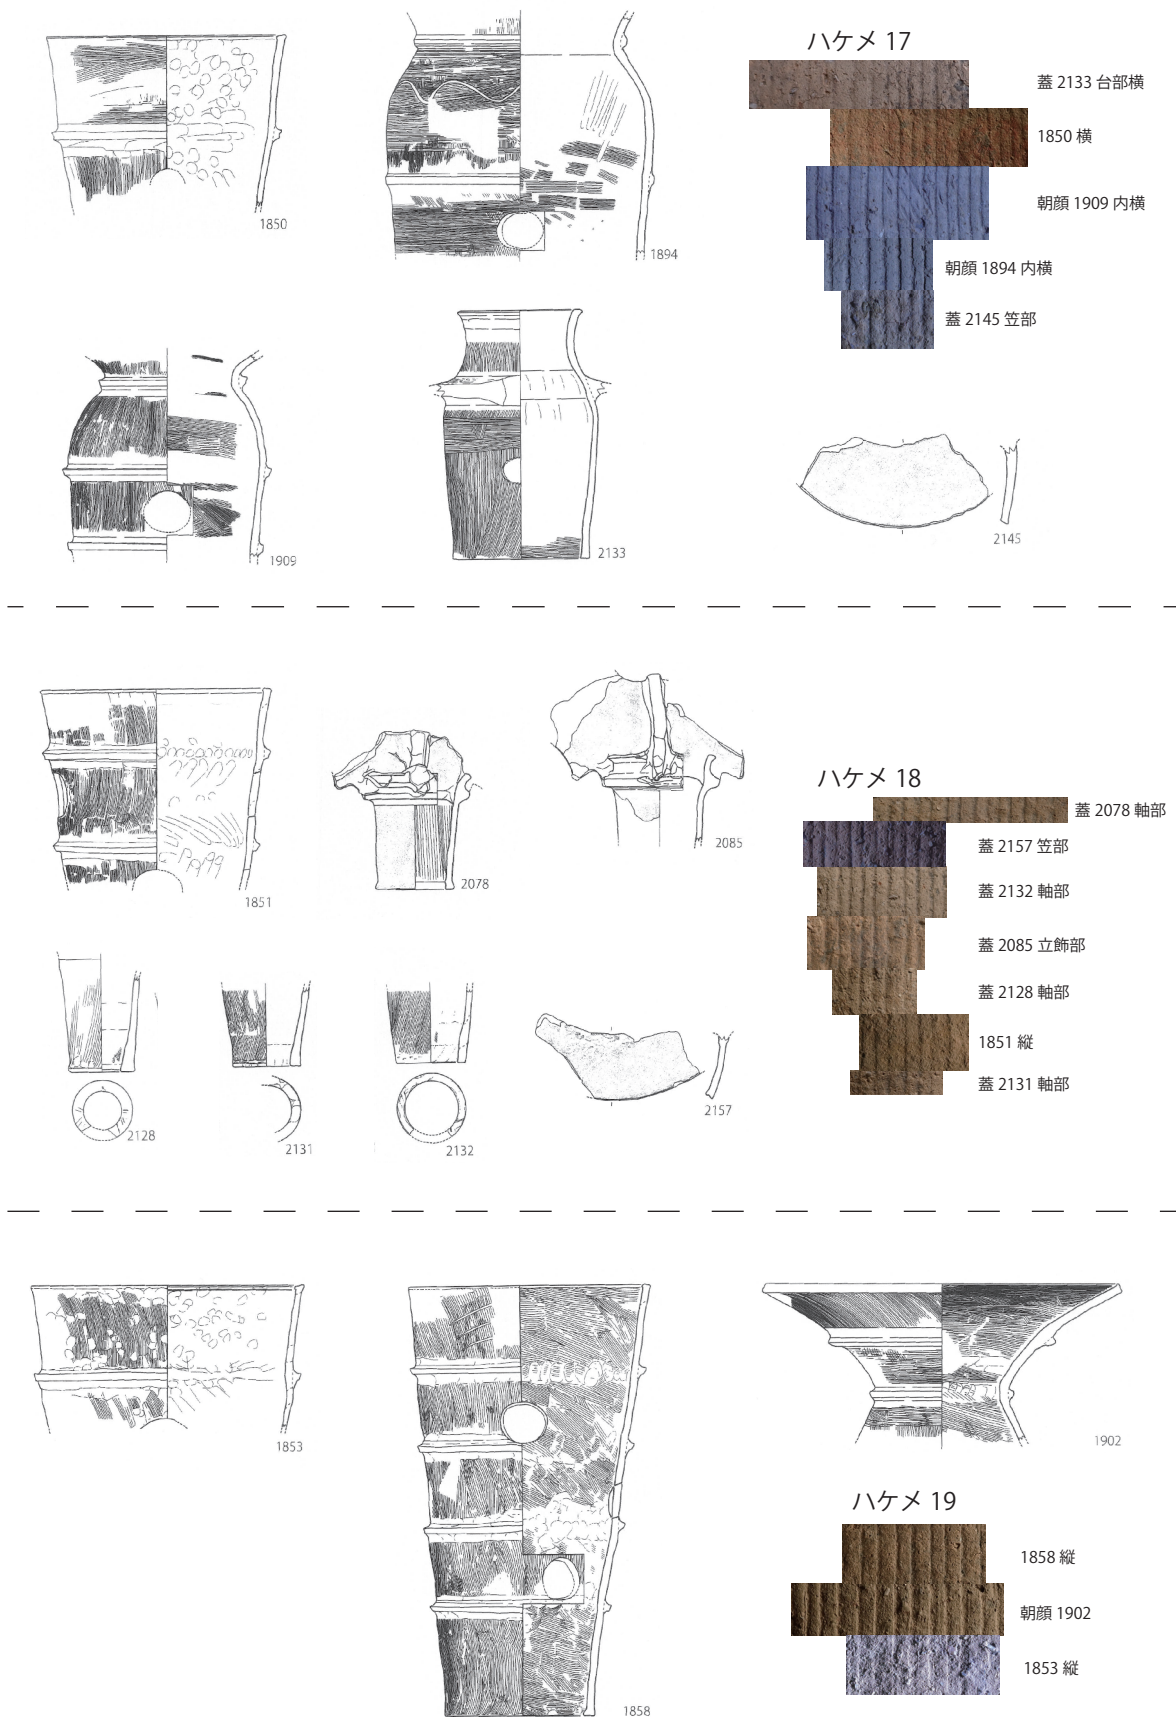 ハケメ 17
蓋 2133 台部横
1850 横
朝顔 1909 内横
朝顔 1894 内横
蓋 2145 笠部
1850
1894
1909
2133
2145
ハケメ 18
蓋 2078 軸部
蓋 2157 笠部
蓋 2132 軸部
蓋 2085 立飾部
蓋 2128 軸部
1851 縦
蓋 2131 軸部
1851
2078
2085
2128
2131
2132
2157
1853
1858
1902
ハケメ 19
1858 縦
朝顔 1902
1853 縦